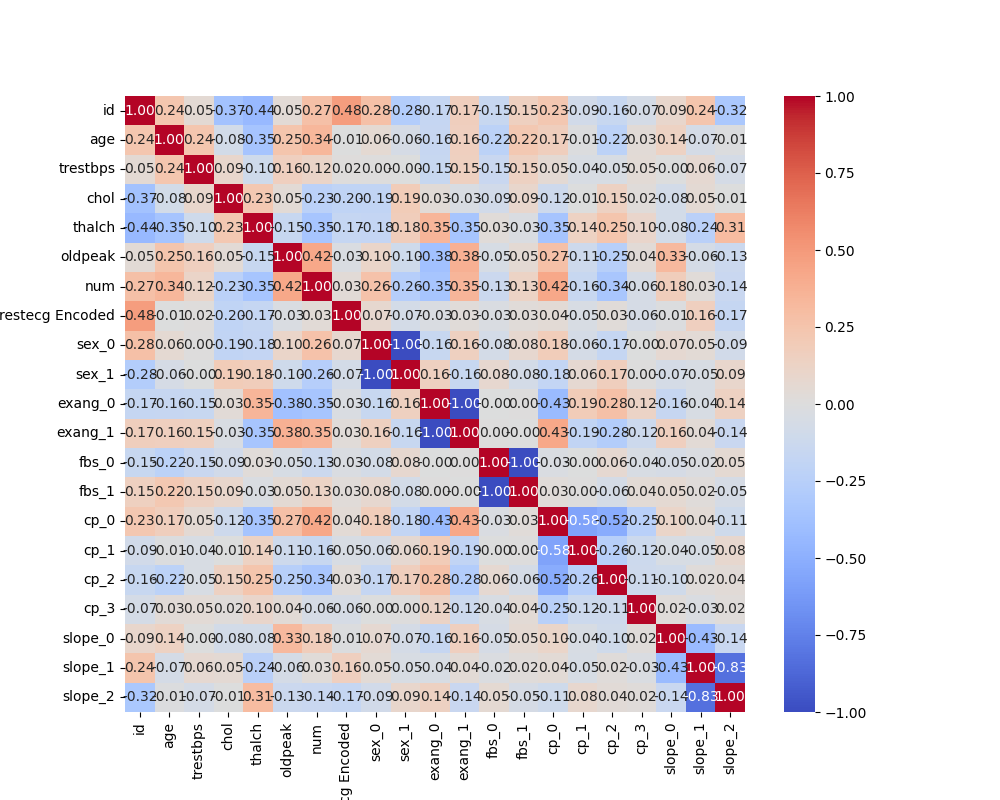 id 1.00 0.24 0.05 -0.37 -0.44 0.05 0.27 0.48 0.28 -0.28 -0.17 0.17 -0.15 0.15 0.23 -0.09 -0.16 -0.07 0.09 0.24 -0.32
age 0.24 1.00 0.24 -0.08 -0.35 0.25 0.34 -0.01 0.06 -0.06 -0.16 0.16 -0.22 0.22 0.17 -0.01 -0.22 0.03 0.14 -0.07 -0.01
trestbps 0.05 0.24 1.00 0.09 -0.10 0.16 0.12 0.02 0.00 -0.00 -0.15 0.15 -0.15 0.15 0.05 -0.04 -0.05 0.05 -0.00 0.06 -0.07
chol -0.37 -0.08 0.09 1.00 0.23 0.05 -0.23 -0.20 -0.19 0.19 0.03 -0.03 -0.09 0.09 -0.12 -0.01 0.15 0.02 -0.08 0.05 -0.01
thalch -0.44 -0.35 -0.10 0.23 1.00 -0.15 -0.35 -0.17 -0.18 0.18 0.35 -0.35 0.03 -0.03 -0.35 0.14 0.25 0.10 -0.08 -0.24 0.31
oldpeak 0.05 0.25 0.16 0.05 -0.15 1.00 0.42 -0.03 0.10 -0.10 -0.38 0.38 -0.05 0.05 0.27 -0.11 -0.25 0.04 0.33 -0.06 -0.13
num 0.27 0.34 0.12 -0.23 -0.35 0.42 1.00 0.03 0.26 -0.26 -0.35 0.35 -0.13 0.13 0.42 -0.16 -0.34 -0.06 0.18 0.03 -0.14
restecg Encoded 0.48 -0.01 0.02 -0.20 -0.17 -0.03 0.03 1.00 0.07 -0.07 -0.03 0.03 -0.03 0.03 0.04 -0.05 0.03 -0.06 -0.01 0.16 -0.17
sex_0 0.28 0.06 0.00 -0.19 -0.18 0.10 0.26 0.07 1.00 -1.00 -0.16 0.16 -0.08 0.08 0.18 -0.06 -0.17 -0.00 0.07 0.05 -0.09
sex_1 -0.28 -0.06 -0.00 0.19 0.18 -0.10 -0.26 -0.07 -1.00 1.00 0.16 -0.16 0.08 -0.08 -0.18 0.06 0.17 0.00 -0.07 -0.05 0.09
exang_0 -0.17 -0.16 -0.15 0.03 0.35 -0.38 -0.35 -0.03 -0.16 0.16 1.00 -1.00 -0.00 0.00 -0.43 0.19 0.28 0.12 -0.16 -0.04 0.14
exang_1 0.17 0.16 0.15 -0.03 -0.35 0.38 0.35 0.03 0.16 -0.16 -1.00 1.00 0.00 -0.00 0.43 -0.19 -0.28 -0.12 0.16 0.04 -0.14
fbs_0 -0.15 -0.22 -0.15 -0.09 0.03 -0.05 -0.13 -0.03 -0.08 0.08 -0.00 0.00 1.00 -1.00 -0.03 0.00 0.06 -0.04 -0.05 -0.02 0.05
fbs_1 0.15 0.22 0.15 0.09 -0.03 0.05 0.13 0.03 0.08 -0.08 0.00 -0.00 -1.00 1.00 0.03 -0.00 -0.06 0.04 0.05 0.02 -0.05
cp_0 0.23 0.17 0.05 -0.12 -0.35 0.27 0.42 0.04 0.18 -0.18 -0.43 0.43 -0.03 0.03 1.00 -0.58 -0.52 -0.25 0.10 0.04 -0.11
cp_1 -0.09 -0.01 -0.04 -0.01 0.14 -0.11 -0.16 -0.05 -0.06 0.06 0.19 -0.19 0.00 -0.00 -0.58 1.00 -0.26 -0.12 -0.04 -0.05 0.08
cp_2 -0.16 -0.22 -0.05 0.15 0.25 -0.25 -0.34 0.03 -0.17 0.17 0.28 -0.28 0.06 -0.06 -0.52 -0.26 1.00 -0.11 -0.10 0.02 0.04
cp_3 -0.07 0.03 0.05 0.02 0.10 0.04 -0.06 -0.06 -0.00 0.00 0.12 -0.12 -0.04 0.04 -0.25 -0.12 -0.11 1.00 0.02 -0.03 0.02
slope_0 0.09 0.14 -0.00 -0.08 -0.08 0.33 0.18 -0.01 0.07 -0.07 -0.16 0.16 -0.05 0.05 0.10 -0.04 -0.10 0.02 1.00 -0.43 -0.14
slope_1 0.24 -0.07 0.06 0.05 -0.24 -0.06 0.03 0.16 0.05 -0.05 -0.04 0.04 -0.02 0.02 0.04 -0.05 0.02 -0.03 -0.43 1.00 -0.83
slope_2 -0.32 -0.01 -0.07 -0.01 0.31 -0.13 -0.14 -0.17 -0.09 0.09 0.14 -0.14 0.05 -0.05 -0.11 0.08 0.04 0.02 -0.14 -0.83 1.00
id age trestbps chol thalch oldpeak num cg Encoded sex_0 sex_1 exang_0 exang_1 fbs_0 fbs_1 cp_0 cp_1 cp_2 cp_3 slope_0 slope_1 slope_2
1.00
0.75
0.50
0.25
0.00
−0.25
−0.50
−0.75
−1.00